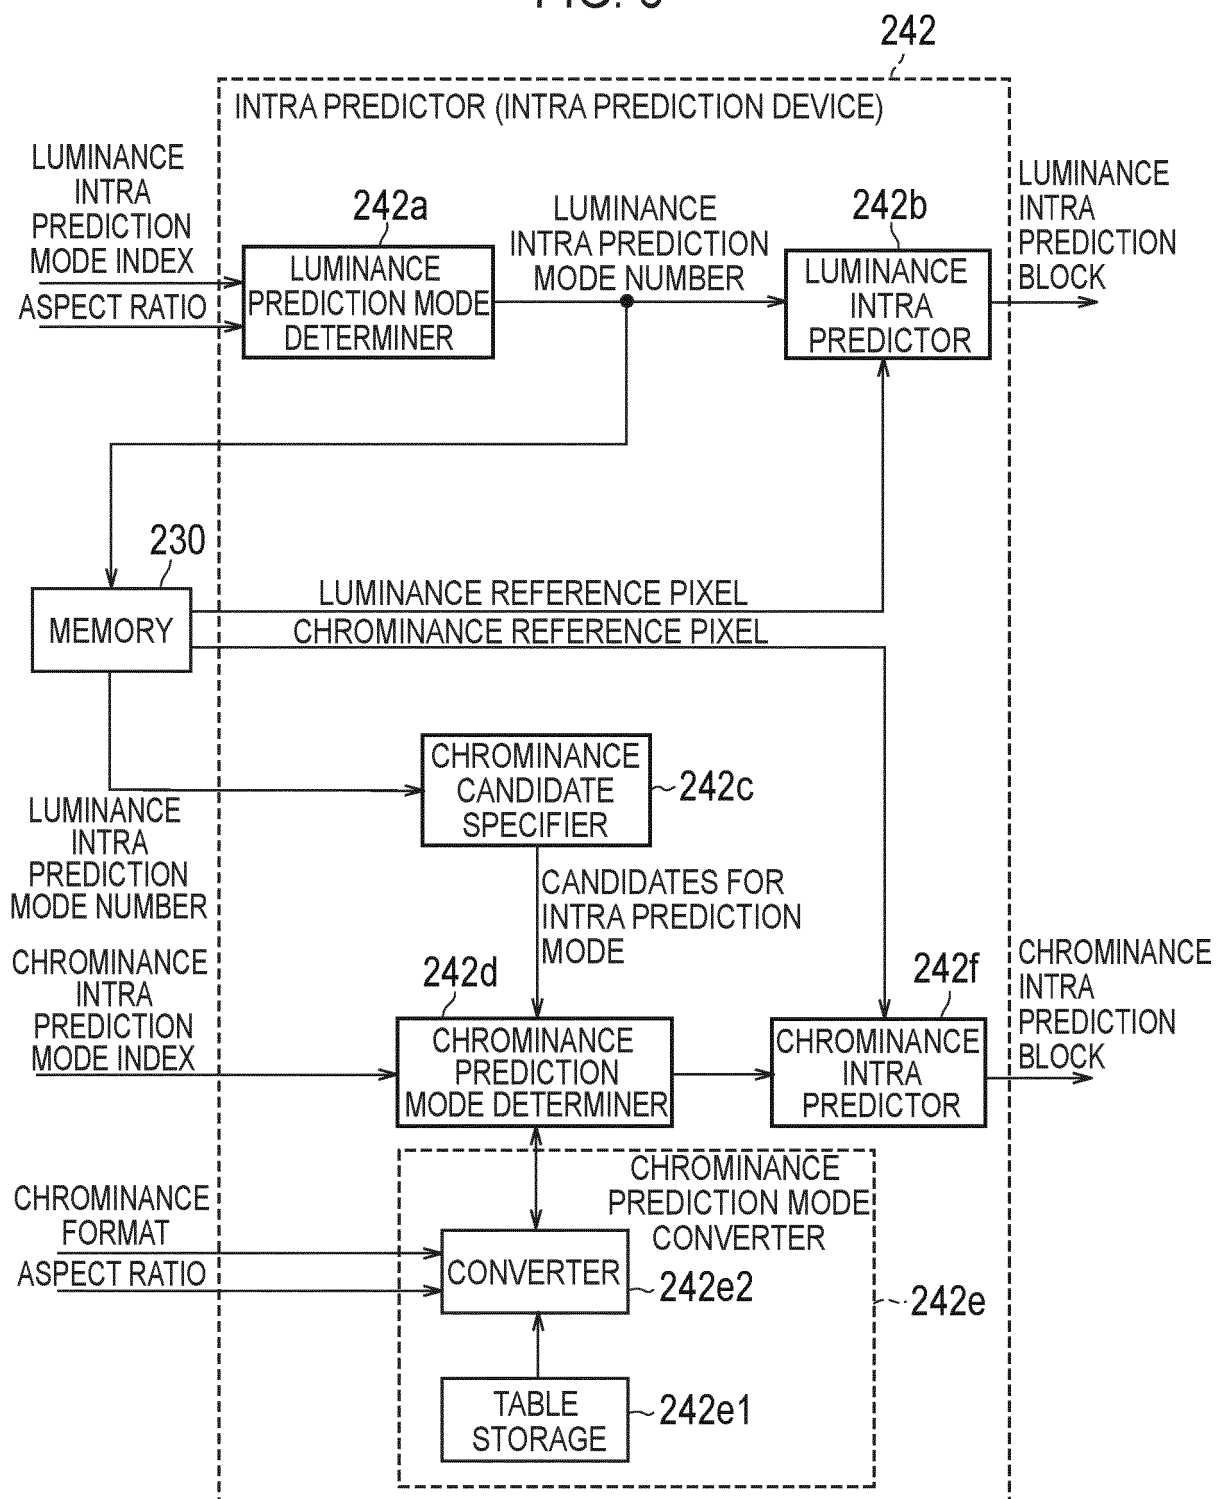 242
INTRA PREDICTOR (INTRA PREDICTION DEVICE)
LUMINANCE
INTRA
PREDICTION
MODE INDEX
ASPECT RATIO
242a
LUMINANCE
PREDICTION MODE
DETERMINER
LUMINANCE
INTRA PREDICTION
MODE NUMBER
242b
LUMINANCE
INTRA
PREDICTOR
LUMINANCE
INTRA
PREDICTION
BLOCK
230
MEMORY
LUMINANCE REFERENCE PIXEL
CHROMINANCE REFERENCE PIXEL
CHROMINANCE
CANDIDATE
SPECIFIER
242c
LUMINANCE
INTRA
PREDICTION
MODE NUMBER
CANDIDATES FOR
INTRA PREDICTION
MODE
CHROMINANCE
INTRA
PREDICTION
MODE INDEX
242d
CHROMINANCE
PREDICTION
MODE DETERMINER
242f
CHROMINANCE
INTRA
PREDICTOR
CHROMINANCE
INTRA
PREDICTION
BLOCK
CHROMINANCE
PREDICTION MODE
CONVERTER
CHROMINANCE
FORMAT
ASPECT RATIO
CONVERTER
242e2
242e
TABLE
STORAGE
242e1